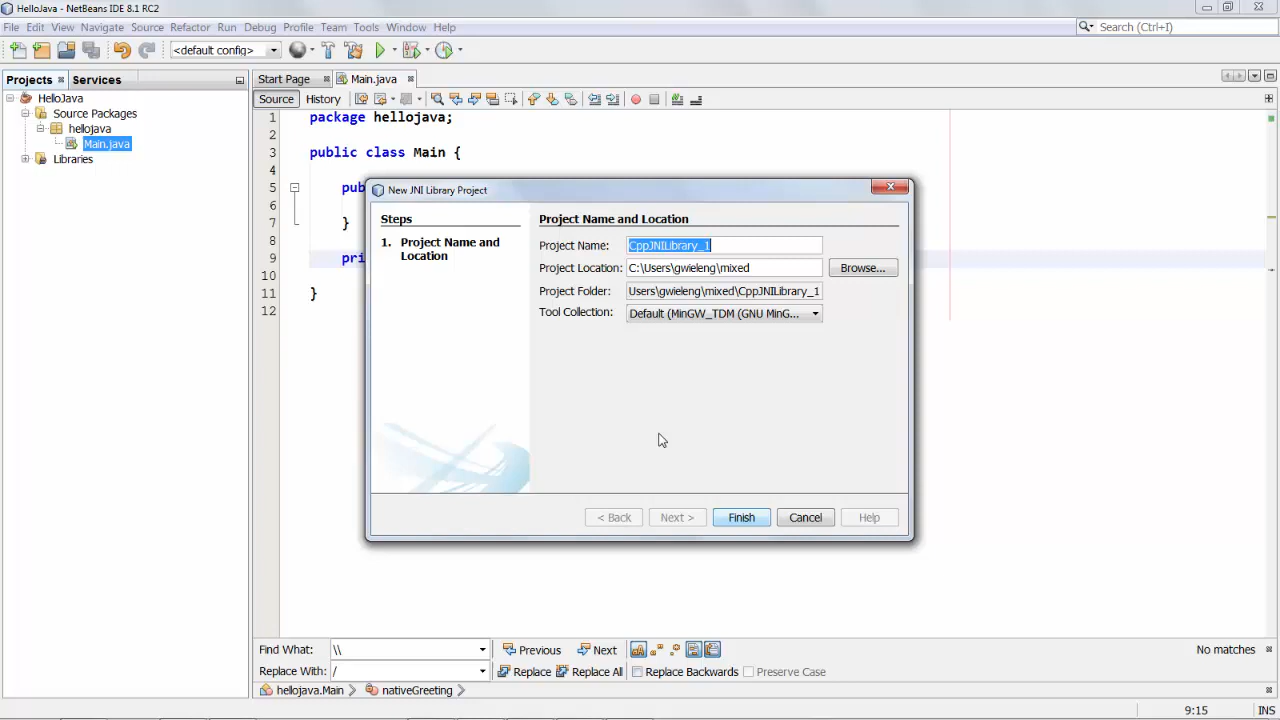 HelloJava - NetBeans IDE 8.1 RC2
File Edit View Navigate Source Refactor Run Debug Profile Team Tools Window Help
Search (Ctrl+I)
<default config>
Projects Services
Start Page Main.java
HelloJava
Source History
Source Packages
hellojava
Main.java
Libraries
1 package hellojava;
2
3 public class Main {
4
5 pub
6
7 }
8
9 pri
10
11 }
12
New JNI Library Project
Steps
1. Project Name and Location
Project Name and Location
Project Name: CppJNILibrary_1
Project Location: C:\Users\gwieleng\mixed Browse...
Project Folder: Users\gwieleng\mixed\CppJNILibrary_1
Tool Collection: Default (MinGW_TDM (GNU MinG...
< Back Next > Finish Cancel Help
Find What: \\ Previous Next No matches
Replace With: / Replace Replace All Replace Backwards Preserve Case
hellojava.Main nativeGreeting
9:15 INS